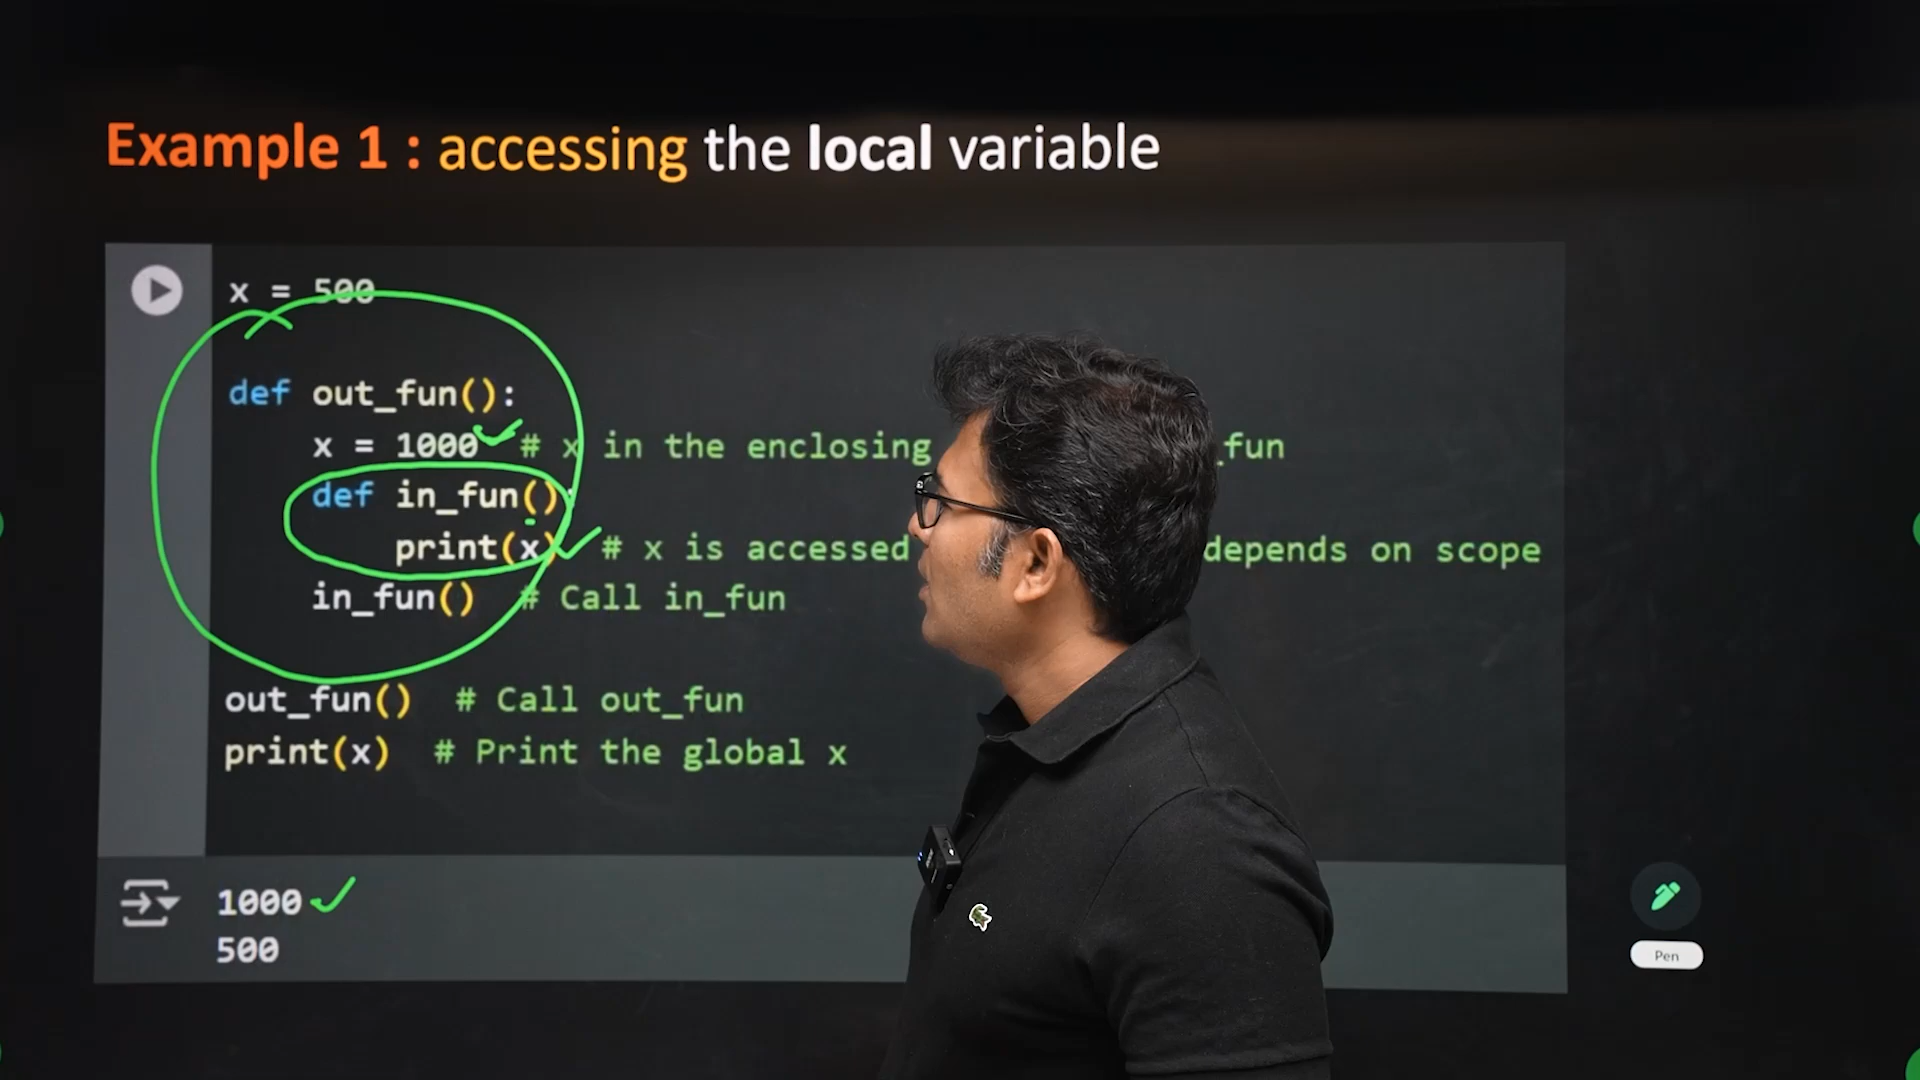 Example 1 : accessing the local variable
x = 500
def out_fun():
x = 1000 # x in the enclosing _fun
def in_fun():
print(x) # x is accessed depends on scope
in_fun() # Call in_fun
out_fun() # Call out_fun
print(x) # Print the global x
1000
500
Pen